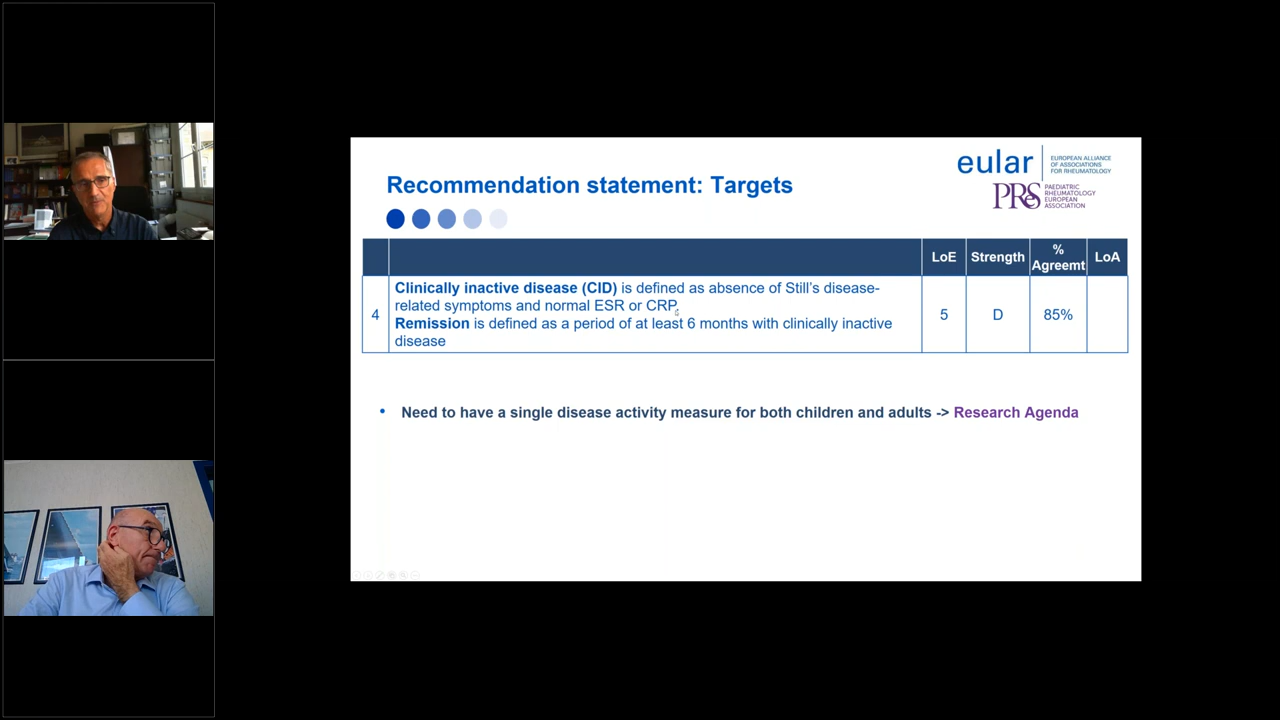 Recommendation statement: Targets
eular
EUROPEAN ALLIANCE
OF ASSOCIATIONS
FOR RHEUMATOLOGY
PReS
PAEDIATRIC
RHEUMATOLOGY
EUROPEAN
ASSOCIATION
LoE
Strength
%
Agreemt
LoA
4
Clinically inactive disease (CID) is defined as absence of Still's disease-
related symptoms and normal ESR or CRP.
Remission is defined as a period of at least 6 months with clinically inactive
disease
5
D
85%
• Need to have a single disease activity measure for both children and adults -> Research Agenda